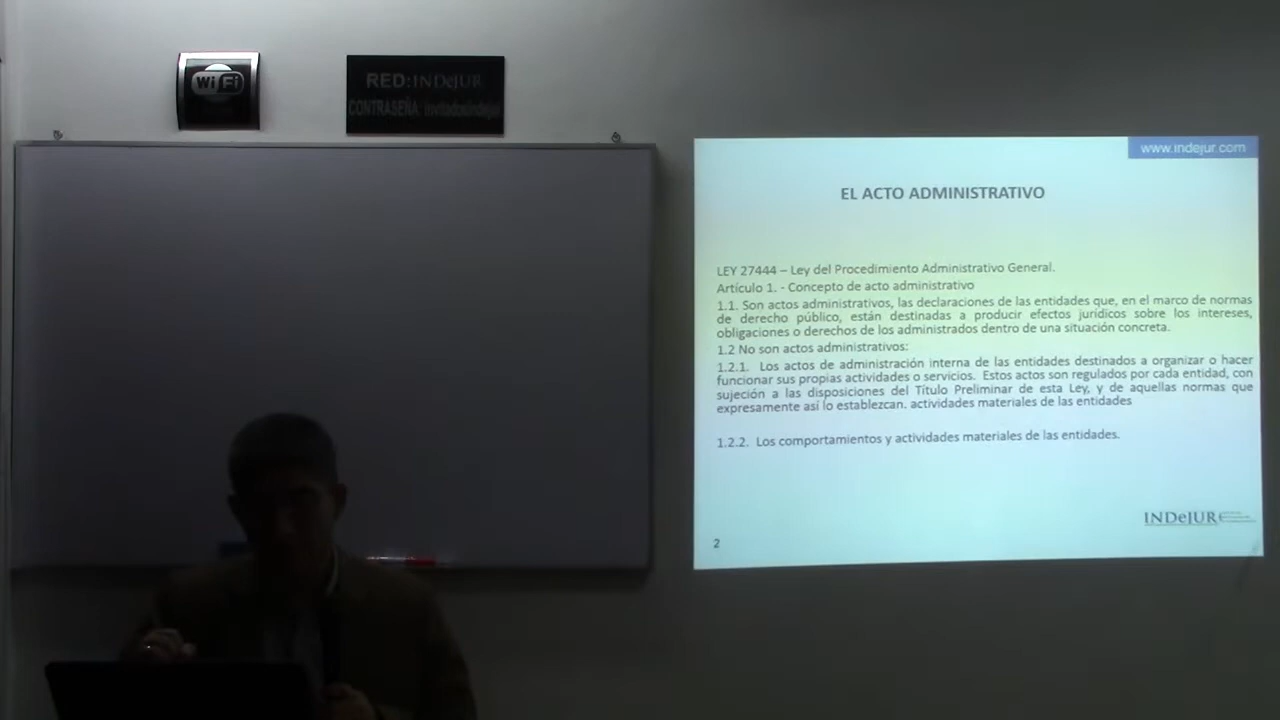 WiFi
RED:INDeJUR
CONTRASEÑA: invitadosindejur
www.indejur.com
EL ACTO ADMINISTRATIVO
LEY 27444 – Ley del Procedimiento Administrativo General.
Artículo 1. - Concepto de acto administrativo
1.1. Son actos administrativos, las declaraciones de las entidades que, en el marco de normas
de derecho público, están destinadas a producir efectos jurídicos sobre los intereses,
obligaciones o derechos de los administrados dentro de una situación concreta.
1.2 No son actos administrativos:
1.2.1. Los actos de administración interna de las entidades destinados a organizar o hacer
funcionar sus propias actividades o servicios. Estos actos son regulados por cada entidad, con
sujeción a las disposiciones del Título Preliminar de esta Ley, y de aquellas normas que
expresamente así lo establezcan. actividades materiales de las entidades
1.2.2. Los comportamientos y actividades materiales de las entidades.
INDeJUR
2